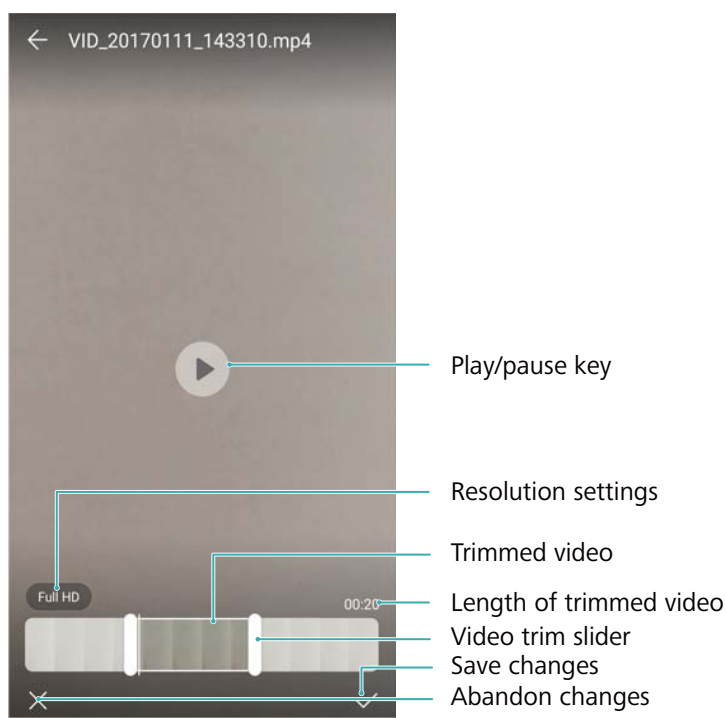 VID_20170111_143310.mp4
Play/pause key
Resolution settings
Trimmed video
Full HD
00:20
Length of trimmed video
Video trim slider
Save changes
Abandon changes